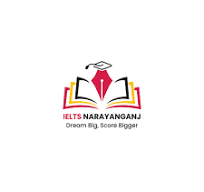 IELTS NARAYANGANJ
Dream Big, Score Bigger